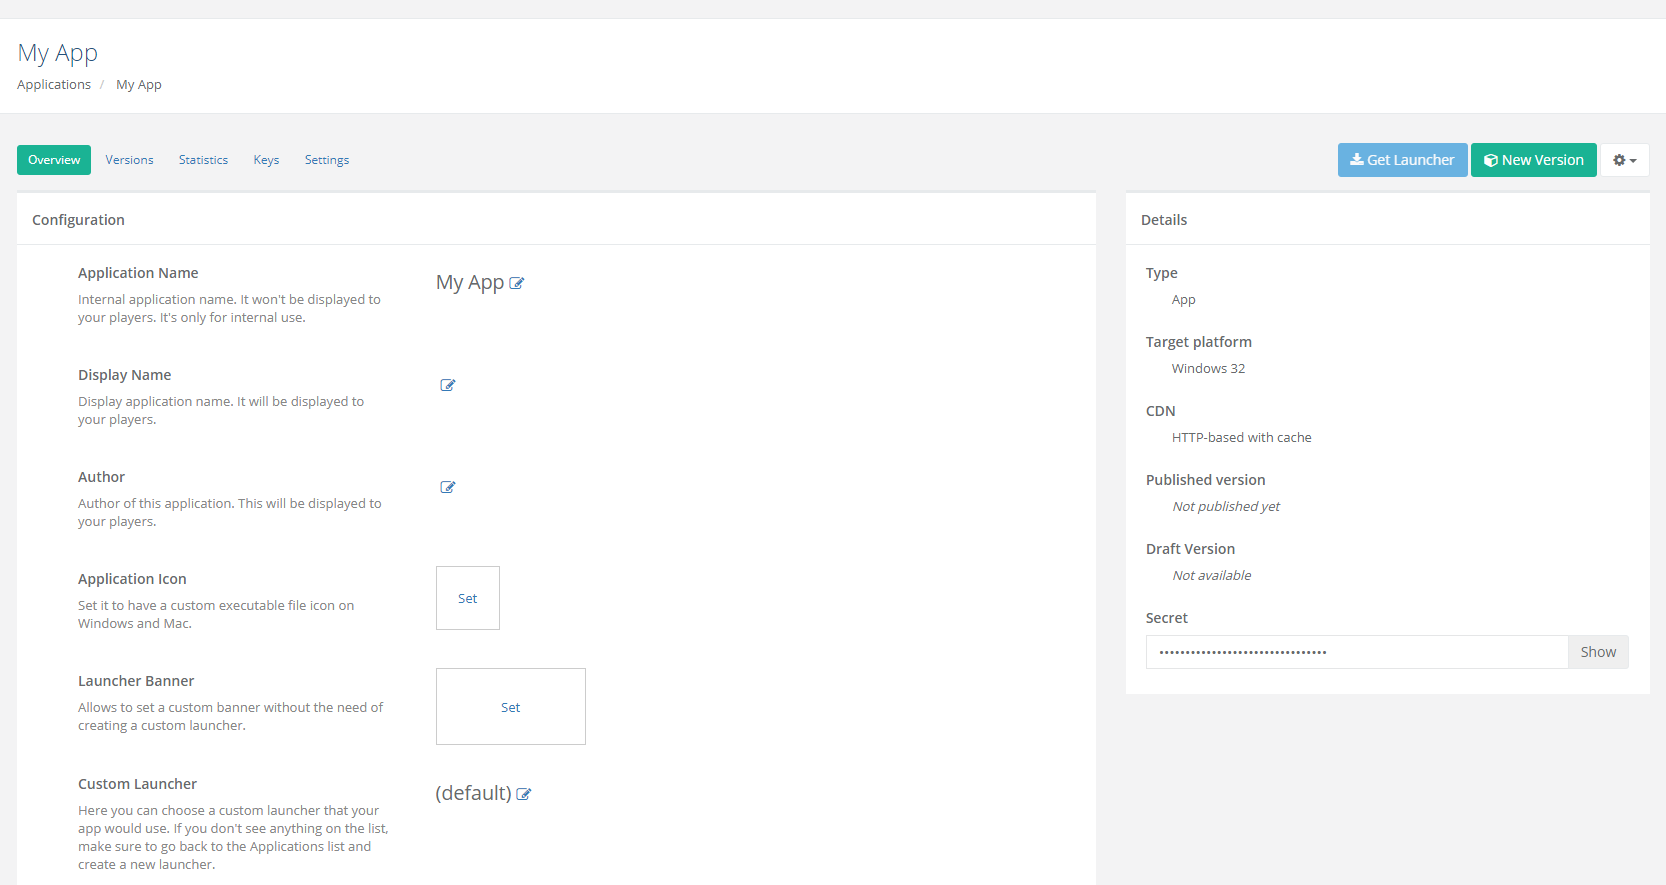 My App
Applications / My App
Overview Versions Statistics Keys Settings Get Launcher New Version
Configuration
Application Name
Internal application name. It won't be displayed to
your players. It's only for internal use.
My App
Display Name
Display application name. It will be displayed to
your players.
Author
Author of this application. This will be displayed to
your players.
Application Icon
Set it to have a custom executable file icon on
Windows and Mac.
Set
Launcher Banner
Allows to set a custom banner without the need of
creating a custom launcher.
Set
Custom Launcher
Here you can choose a custom launcher that your
app would use. If you don't see anything on the list,
make sure to go back to the Applications list and
create a new launcher.
(default)
Details
Type
App
Target platform
Windows 32
CDN
HTTP-based with cache
Published version
Not published yet
Draft Version
Not available
Secret
•••••••••••••••••••••••••••••••• Show